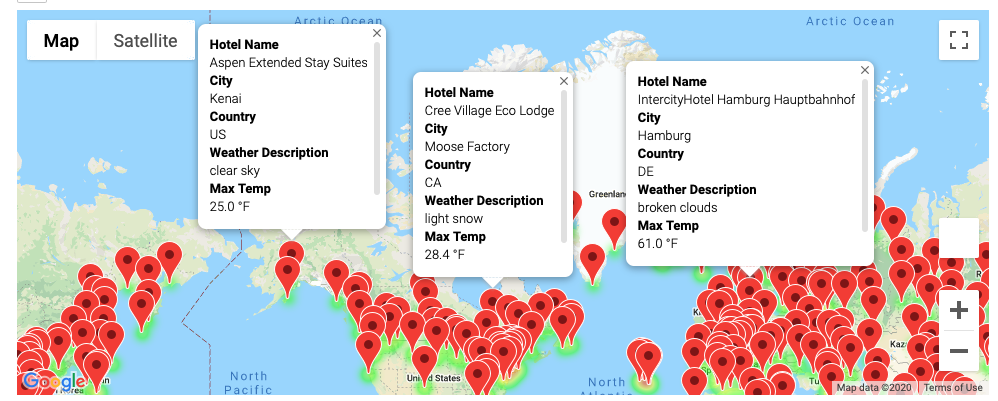 Arctic Ocean
Arctic Ocean
Map
Satellite
Hotel Name
Aspen Extended Stay Suites
City
Kenai
Country
US
Weather Description
clear sky
Max Temp
25.0 °F
Hotel Name
Cree Village Eco Lodge
City
Moose Factory
Country
CA
Weather Description
light snow
Max Temp
28.4 °F
Hotel Name
IntercityHotel Hamburg Hauptbahnhof
City
Hamburg
Country
DE
Weather Description
broken clouds
Max Temp
61.0 °F
Greenland
United States
North
Pacific
North
Atlantic
Google
Map data ©2020
Terms of Use